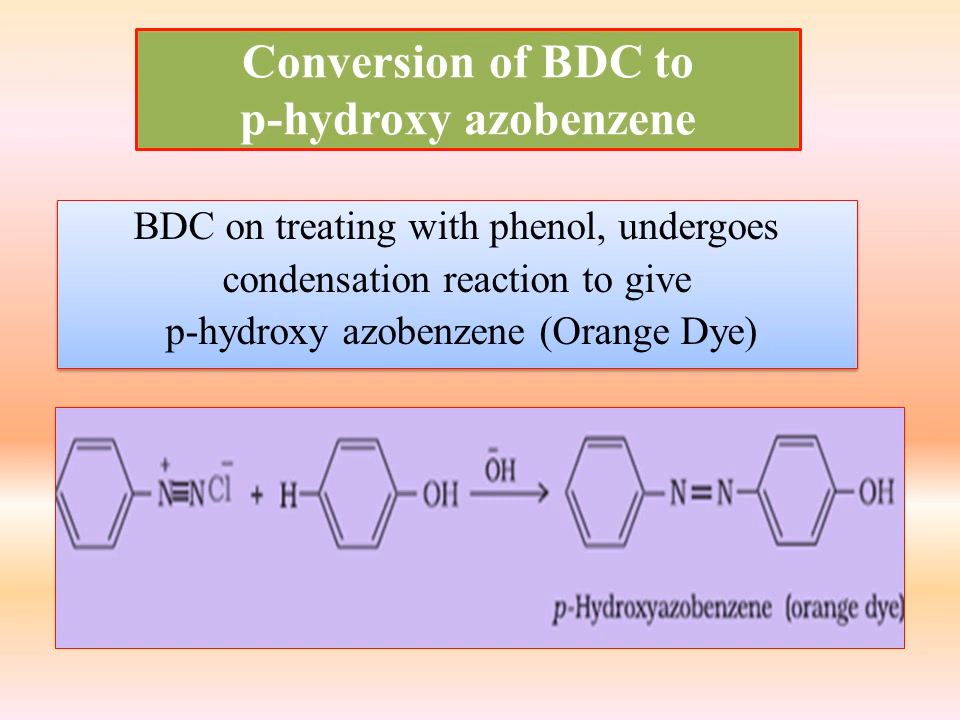 Conversion of BDC to
p-hydroxy azobenzene
BDC on treating with phenol, undergoes
condensation reaction to give
p-hydroxy azobenzene (Orange Dye)
N⁺≡NCl⁻ + H OH ŌH → N=N OH
p-Hydroxyazobenzene (orange dye)